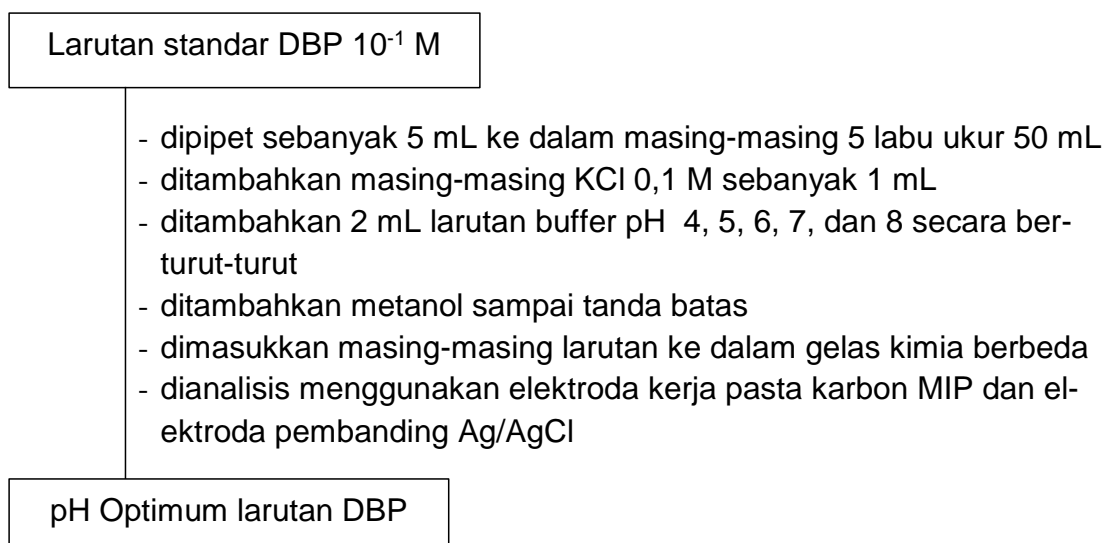 Larutan standar DBP 10⁻¹ M
- dipipet sebanyak 5 mL ke dalam masing-masing 5 labu ukur 50 mL
- ditambahkan masing-masing KCl 0,1 M sebanyak 1 mL
- ditambahkan 2 mL larutan buffer pH 4, 5, 6, 7, dan 8 secara ber-
turut-turut
- ditambahkan metanol sampai tanda batas
- dimasukkan masing-masing larutan ke dalam gelas kimia berbeda
- dianalisis menggunakan elektroda kerja pasta karbon MIP dan el-
ektroda pembanding Ag/AgCl
pH Optimum larutan DBP